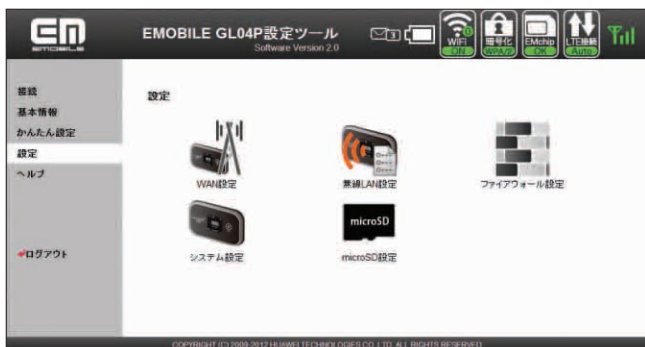 EM
EMOBILE
EMOBILE GL04P設定ツール
Software Version 2.0
3
WiFi
ON
暗号化
WPA/2
EMchip
OK
LTE接続
Auto
接続
基本情報
かんたん設定
設定
ヘルプ
ログアウト
設定
WAN設定
無線LAN設定
ファイアウォール設定
システム設定
microSD
microSD設定
COPYRIGHT (C) 2009-2012 HUAWEI TECHNOLOGIES CO., LTD. ALL RIGHTS RESERVED